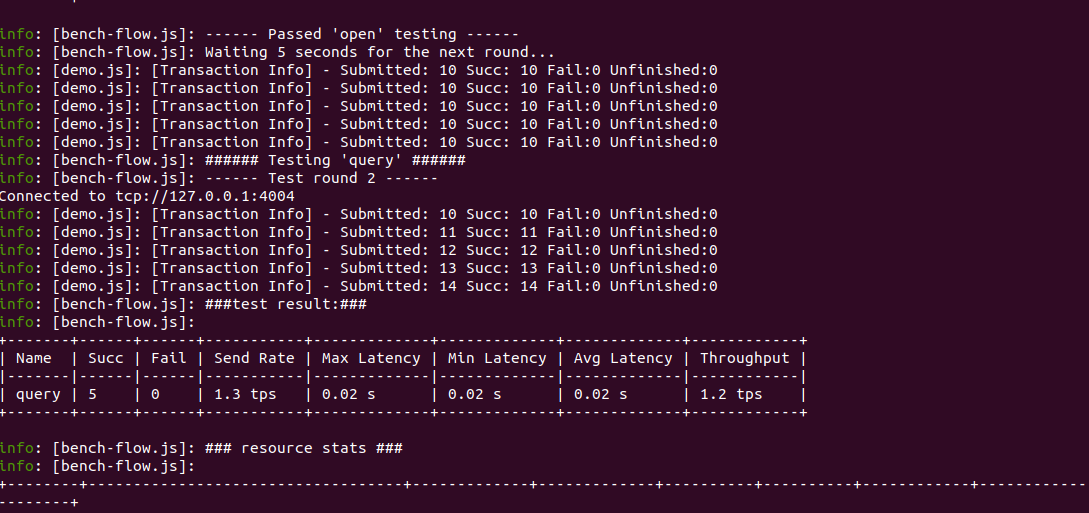 info: [bench-flow.js]: ------ Passed 'open' testing ------
info: [bench-flow.js]: Waiting 5 seconds for the next round...
info: [demo.js]: [Transaction Info] - Submitted: 10 Succ: 10 Fail:0 Unfinished:0
info: [demo.js]: [Transaction Info] - Submitted: 10 Succ: 10 Fail:0 Unfinished:0
info: [demo.js]: [Transaction Info] - Submitted: 10 Succ: 10 Fail:0 Unfinished:0
info: [demo.js]: [Transaction Info] - Submitted: 10 Succ: 10 Fail:0 Unfinished:0
info: [demo.js]: [Transaction Info] - Submitted: 10 Succ: 10 Fail:0 Unfinished:0
info: [bench-flow.js]: ###### Testing 'query' ######
info: [bench-flow.js]: ------ Test round 2 ------
Connected to tcp://127.0.0.1:4004
info: [demo.js]: [Transaction Info] - Submitted: 10 Succ: 10 Fail:0 Unfinished:0
info: [demo.js]: [Transaction Info] - Submitted: 11 Succ: 11 Fail:0 Unfinished:0
info: [demo.js]: [Transaction Info] - Submitted: 12 Succ: 12 Fail:0 Unfinished:0
info: [demo.js]: [Transaction Info] - Submitted: 13 Succ: 13 Fail:0 Unfinished:0
info: [demo.js]: [Transaction Info] - Submitted: 14 Succ: 14 Fail:0 Unfinished:0
info: [bench-flow.js]: ###test result:###
info: [bench-flow.js]:
+-------+------+------+-----------+-------------+-------------+-------------+------------+
| Name  | Succ | Fail | Send Rate | Max Latency | Min Latency | Avg Latency | Throughput |
|-------|------|------|-----------|-------------|-------------|-------------|------------|
| query | 5    | 0    | 1.3 tps   | 0.02 s      | 0.02 s      | 0.02 s      | 1.2 tps    |
+-------+------+------+-----------+-------------+-------------+-------------+------------+
info: [bench-flow.js]: ### resource stats ###
info: [bench-flow.js]:
+--------+-----------------------------------+-------------+-------------+----------+----------+------------+------------
--------+